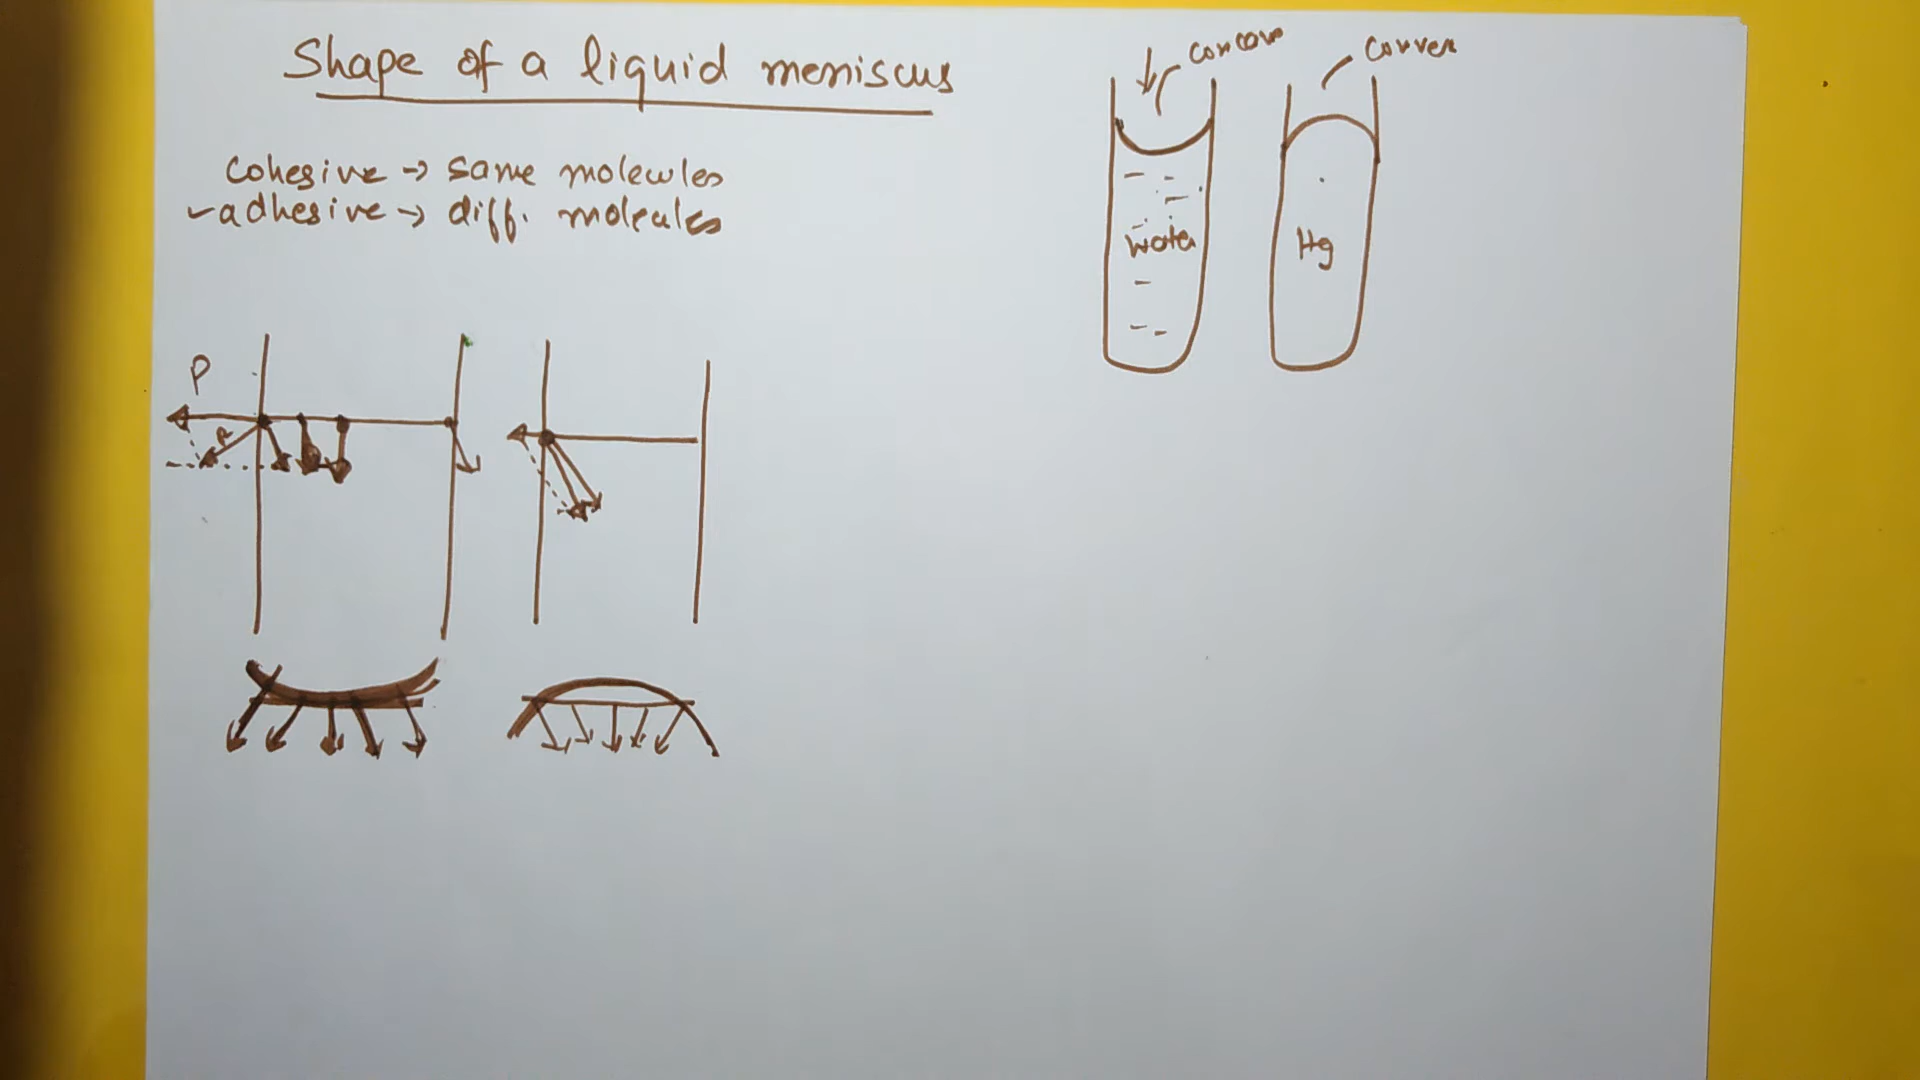 Shape of a liquid meniscus
cohesive → same molecules
✓adhesive → diff. molecules
concave
convex
water
Hg
P
R